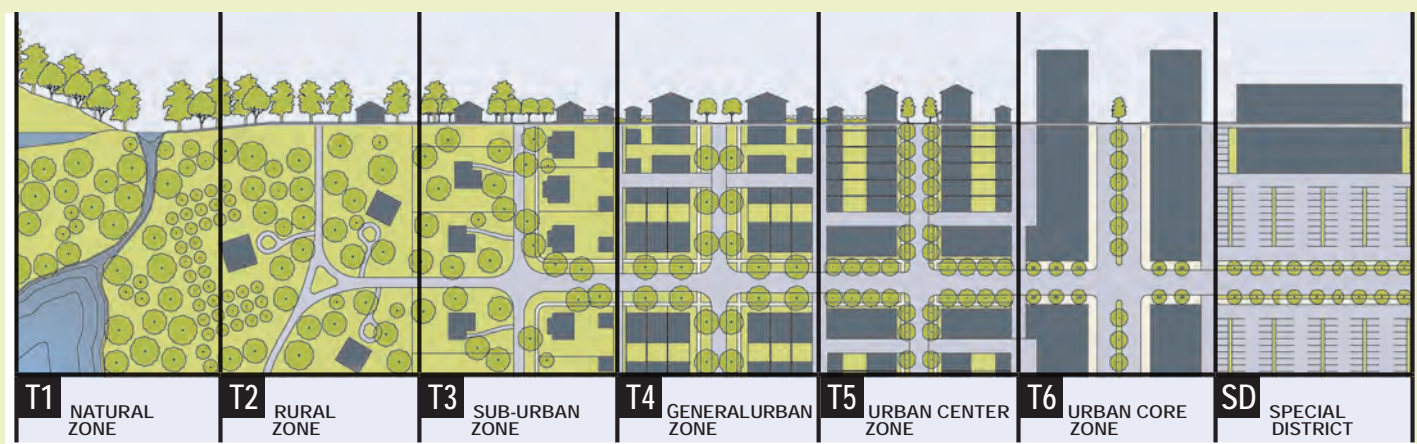 T1 NATURAL
ZONE
T2 RURAL
ZONE
T3 SUB-URBAN
ZONE
T4 GENERALURBAN
ZONE
T5 URBAN CENTER
ZONE
T6 URBAN CORE
ZONE
SD SPECIAL
DISTRICT